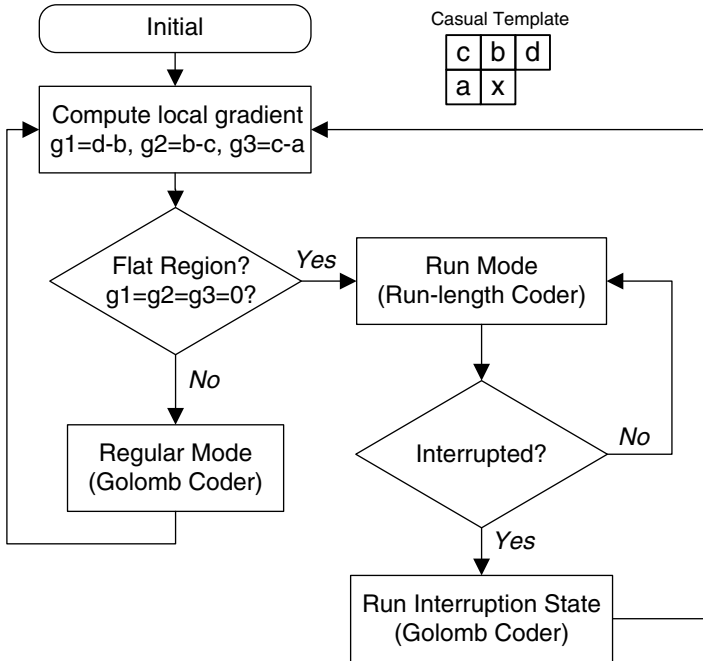 Initial
Casual Template
c b d
a x
Compute local gradient
g1=d-b, g2=b-c, g3=c-a
Flat Region?
g1=g2=g3=0?
Yes
Run Mode
(Run-length Coder)
No
Regular Mode
(Golomb Coder)
Interrupted?
No
Yes
Run Interruption State
(Golomb Coder)